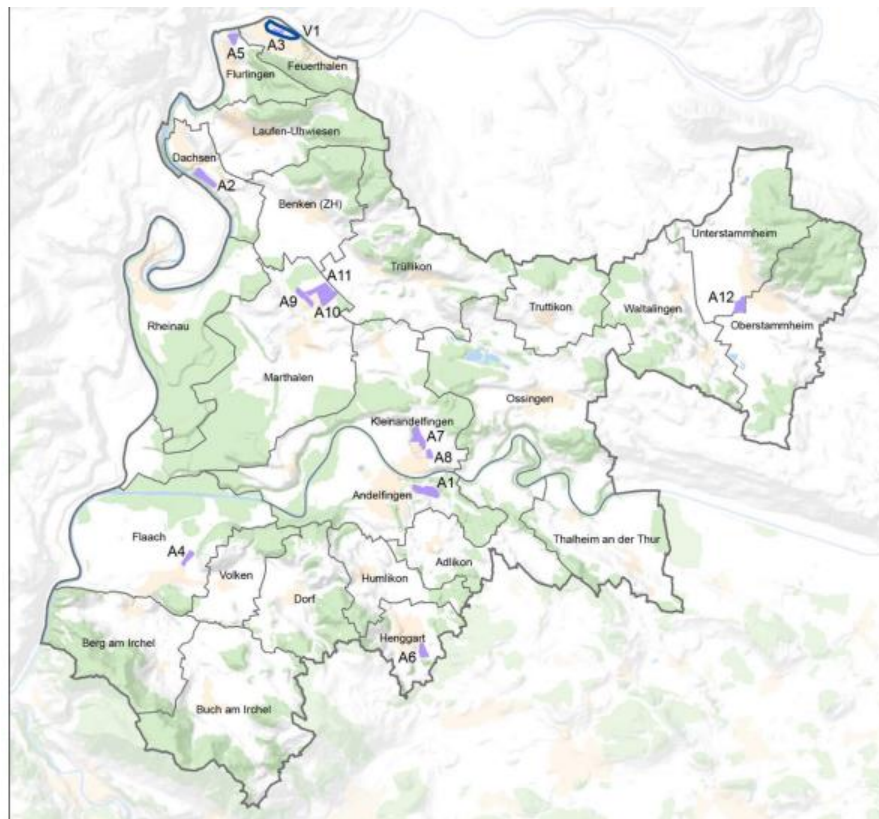 V1
A3
A5
Feuerthalen
Flurlingen
Laufen-Uhwiesen
Dachsen
A2
Benken (ZH)
Unterstammheim
Trüllikon
A11
A9
A10
Truttikon
Waltalingen
A12
Oberstammheim
Rheinau
Marthalen
Ossingen
Kleinandelfingen
A7
A8
A1
Andelfingen
Flaach
Thalheim an der Thur
A4
Volken
Humlikon
Adlikon
Dorf
Berg am Irchel
Henggart
A6
Buch am Irchel